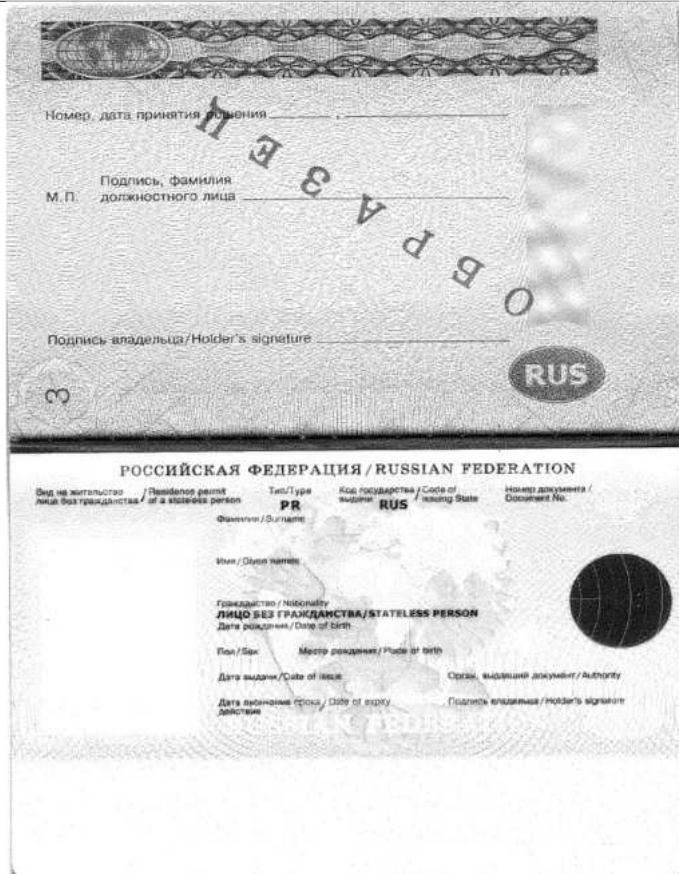 Номер, дата принятия решения ,
Подпись, фамилия
М.П. должностного лица
ОБРАЗЕЦ
Подпись владельца/Holder's signature
3
RUS
РОССИЙСКАЯ ФЕДЕРАЦИЯ/RUSSIAN FEDERATION
Вид на жительство / Residence permit Тип/Type Код государства / Code of Номер документа /
лица без гражданства / of a stateless person PR выдачи RUS issuing State Document No.
Фамилия/Surname
Имя/Given names
Гражданство/Nationality
ЛИЦО БЕЗ ГРАЖДАНСТВА/STATELESS PERSON
Дата рождения/Date of birth
Пол/Sex Место рождения/Place of birth
Дата выдачи/Date of issue Орган, выдавший документ/Authority
Дата окончания срока / Date of expiry Подпись владельца/Holder's signature
действия
RUSSIAN FEDERATION